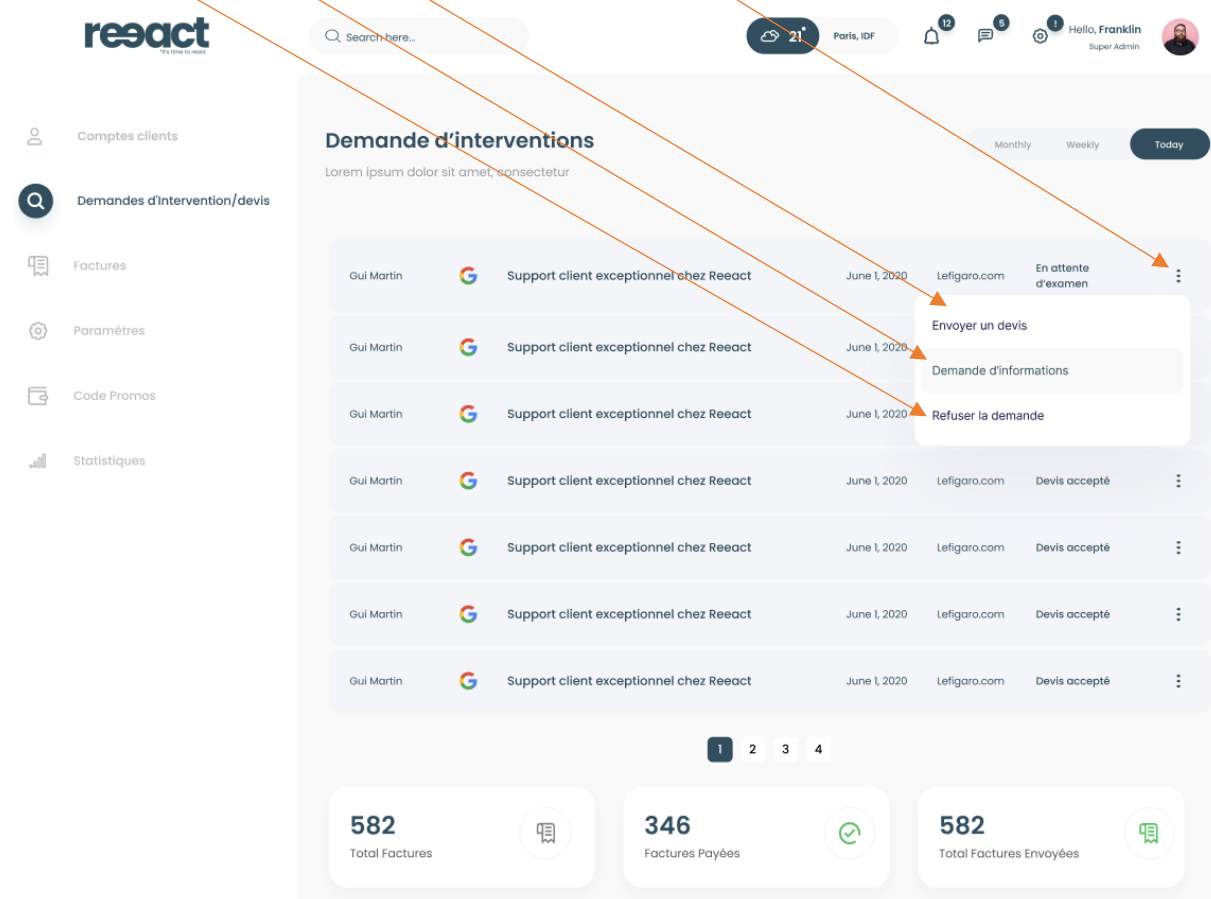 reeact
"It's time to react
Search here...
21°
Paris, IDF
12
5
!
Hello, Franklin
Super Admin
Comptes clients
Demandes d'Intervention/devis
Factures
Paramètres
Code Promos
Statistiques
Demande d'interventions
Lorem ipsum dolor sit amet, consectetur
Monthly Weekly Today
Gui Martin Support client exceptionnel chez Reeact June 1, 2020 Lefigaro.com En attente
d'examen
Envoyer un devis
Gui Martin Support client exceptionnel chez Reeact June 1, 2020
Demande d'informations
Gui Martin Support client exceptionnel chez Reeact June 1, 2020
Refuser la demande
Gui Martin Support client exceptionnel chez Reeact June 1, 2020 Lefigaro.com Devis accepté
Gui Martin Support client exceptionnel chez Reeact June 1, 2020 Lefigaro.com Devis accepté
Gui Martin Support client exceptionnel chez Reeact June 1, 2020 Lefigaro.com Devis accepté
Gui Martin Support client exceptionnel chez Reeact June 1, 2020 Lefigaro.com Devis accepté
1 2 3 4
582
Total Factures
346
Factures Payées
582
Total Factures Envoyées